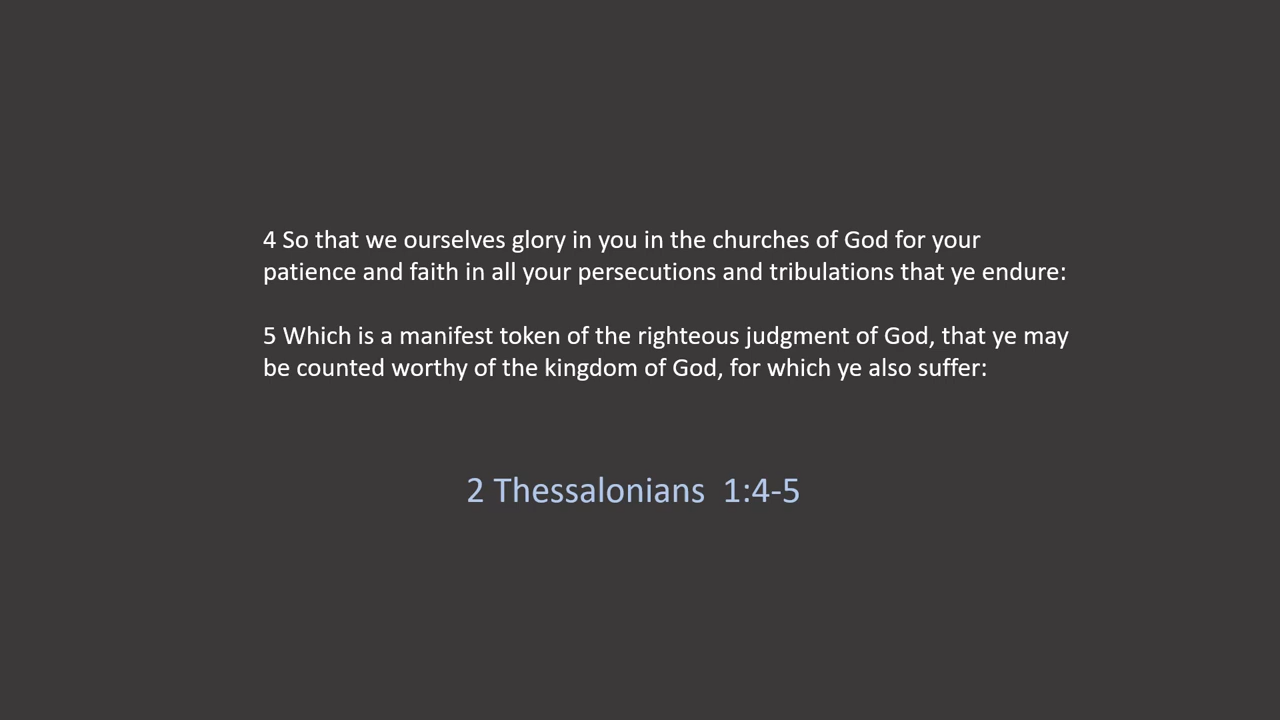 4 So that we ourselves glory in you in the churches of God for your
patience and faith in all your persecutions and tribulations that ye endure:
5 Which is a manifest token of the righteous judgment of God, that ye may
be counted worthy of the kingdom of God, for which ye also suffer:
2 Thessalonians 1:4-5